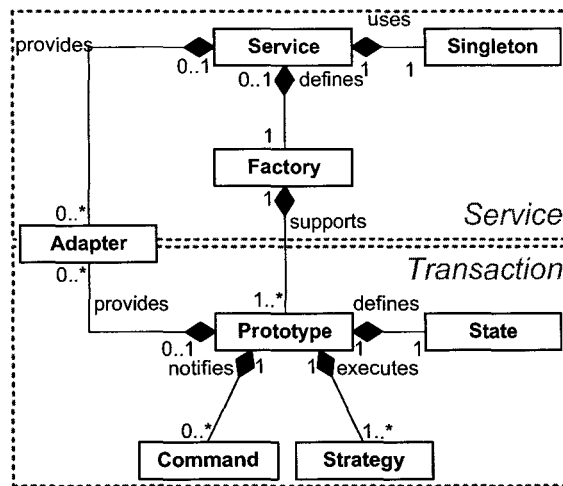 uses
provides
Service
Singleton
0..1
0..1
defines
1
1
1
Factory
1
supports
Service
0..*
Adapter
0..*
Transaction
provides
1..*
defines
Prototype
State
0..1
1
1
notifies
1
1
executes
0..*
1..*
Command
Strategy